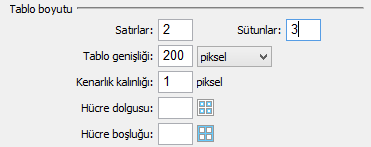 Tablo boyutu
Satırlar: 2 Sütunlar: 3
Tablo genişliği: 200 piksel
Kenarlık kalınlığı: 1 piksel
Hücre dolgusu:
Hücre boşluğu: